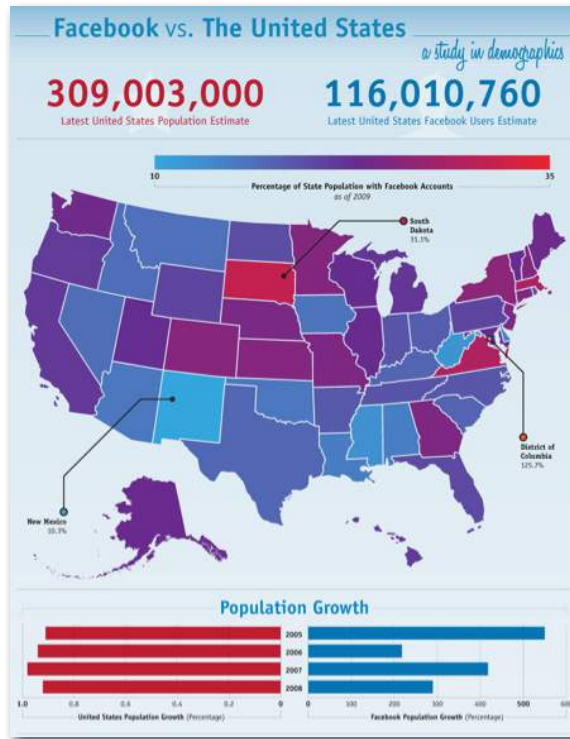 Facebook vs. The United States
a study in demographics
309,003,000
Latest United States Population Estimate
116,010,760
Latest United States Facebook Users Estimate
10
35
Percentage of State Population with Facebook Accounts
as of 2009
South
Dakota
31.1%
District of
Columbia
125.7%
New Mexico
10.3%
Population Growth
2005
2006
2007
2008
1.0 0.8 0.6 0.4 0.2 0
United States Population Growth (Percentage)
0 100 200 300 400 500 600
Facebook Population Growth (Percentage)